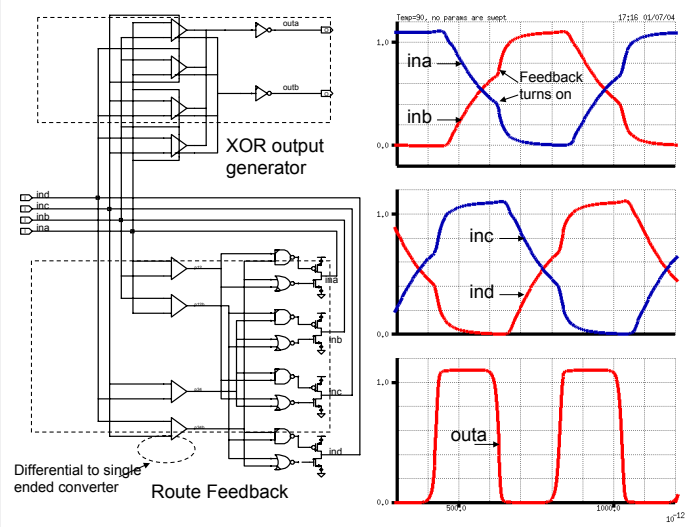 outa
outb
XOR output
generator
ind
inc
inb
ina
ina
inb
inc
ind
Differential to single
ended converter
Route Feedback
Temp=90, no params are swept
17:16 01/07/04
1.0
0.0
ina
inb
Feedback
turns on
1.0
0.0
inc
ind
1.0
0.0
outa
500.0
1000.0
10-12